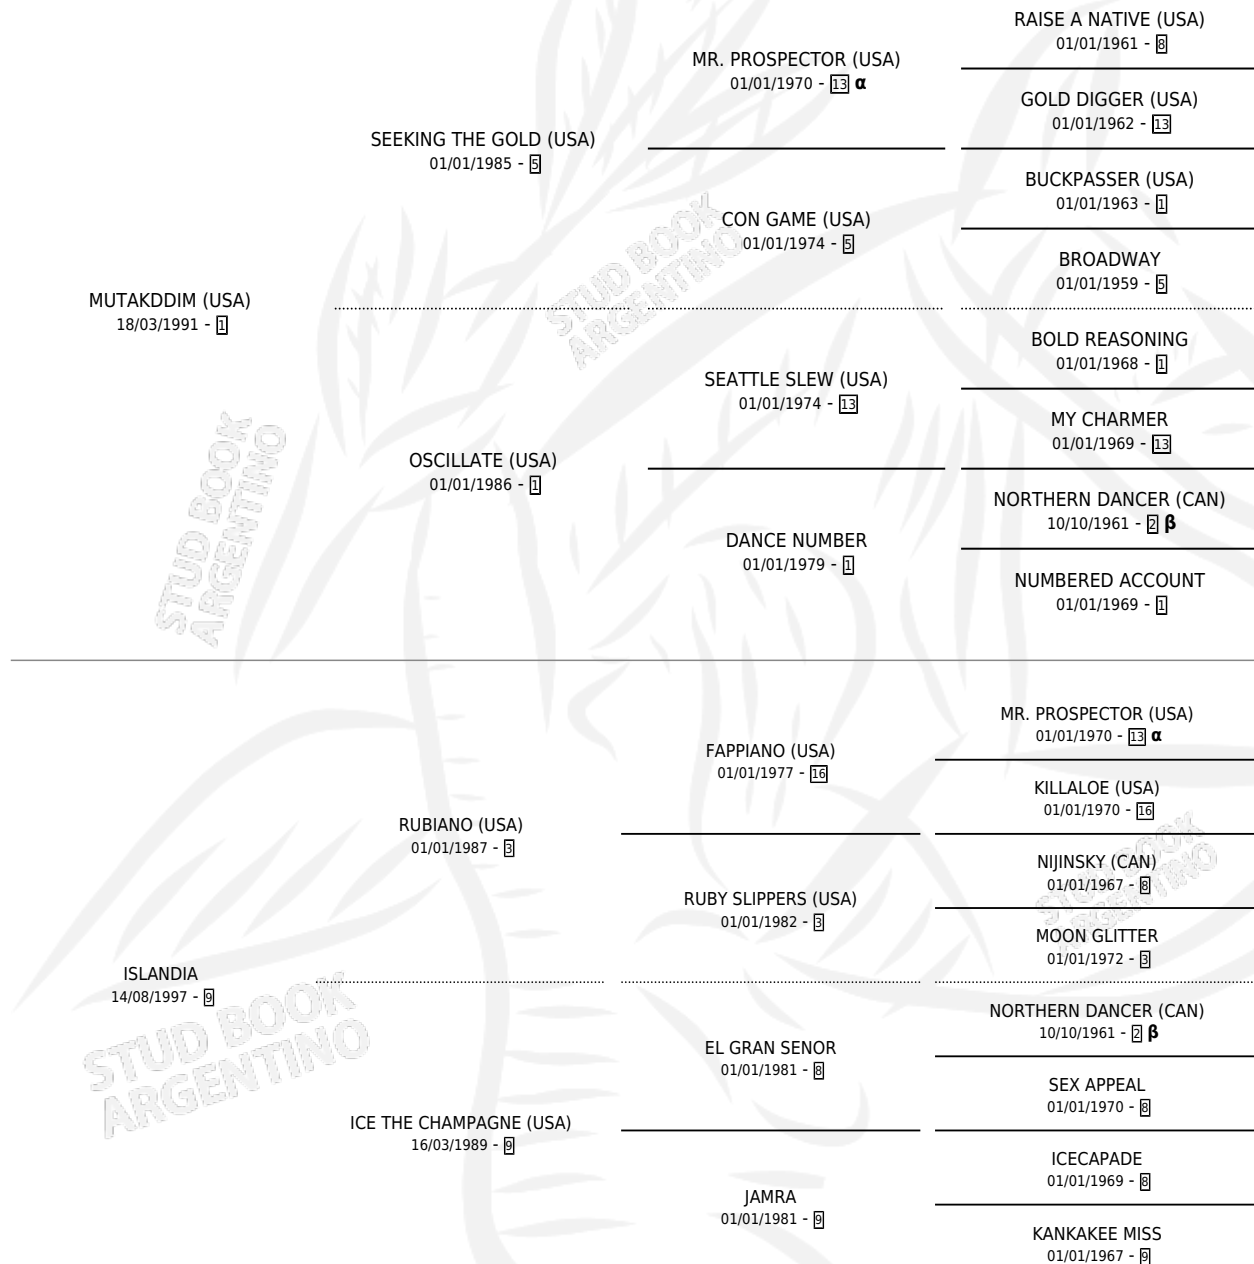 RAISE A NATIVE (USA)
01/01/1961 - 8
MR. PROSPECTOR (USA)
01/01/1970 - 13 α
GOLD DIGGER (USA)
01/01/1962 - 13
SEEKING THE GOLD (USA)
01/01/1985 - 5
BUCKPASSER (USA)
01/01/1963 - 1
CON GAME (USA)
01/01/1974 - 5
BROADWAY
01/01/1959 - 5
MUTAKDDIM (USA)
18/03/1991 - 1
BOLD REASONING
01/01/1968 - 1
SEATTLE SLEW (USA)
01/01/1974 - 13
MY CHARMER
01/01/1969 - 13
OSCILLATE (USA)
01/01/1986 - 1
NORTHERN DANCER (CAN)
10/10/1961 - 2 β
DANCE NUMBER
01/01/1979 - 1
NUMBERED ACCOUNT
01/01/1969 - 1
MR. PROSPECTOR (USA)
01/01/1970 - 13 α
FAPPIANO (USA)
01/01/1977 - 16
KILLALOE (USA)
01/01/1970 - 16
RUBIANO (USA)
01/01/1987 - 3
NIJINSKY (CAN)
01/01/1967 - 8
RUBY SLIPPERS (USA)
01/01/1982 - 3
MOON GLITTER
01/01/1972 - 3
ISLANDIA
14/08/1997 - 9
NORTHERN DANCER (CAN)
10/10/1961 - 2 β
EL GRAN SENOR
01/01/1981 - 8
SEX APPEAL
01/01/1970 - 8
ICE THE CHAMPAGNE (USA)
16/03/1989 - 9
ICECAPADE
01/01/1969 - 8
JAMRA
01/01/1981 - 9
KANKAKEE MISS
01/01/1967 - 9
STUD BOOK
ARGENTINO
STUD BOOK
ARGENTINO
STUD BOOK
ARGENTINO
STUD BOOK
ARGENTINO